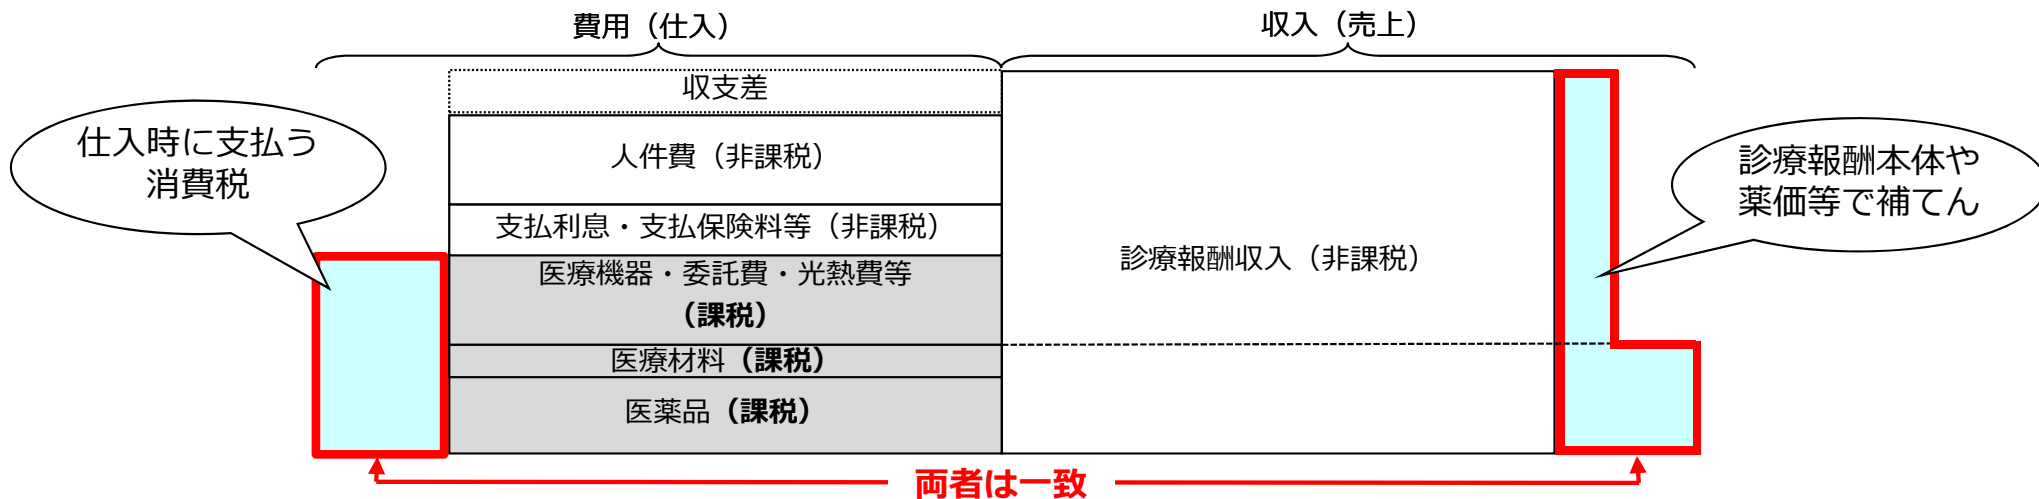 費用（仕入）
収入（売上）
仕入時に支払う
消費税
収支差
人件費（非課税）
支払利息・支払保険料等（非課税）
医療機器・委託費・光熱費等
（課税）
医療材料（課税）
医薬品（課税）
診療報酬収入（非課税）
診療報酬本体や
薬価等で補てん
両者は一致